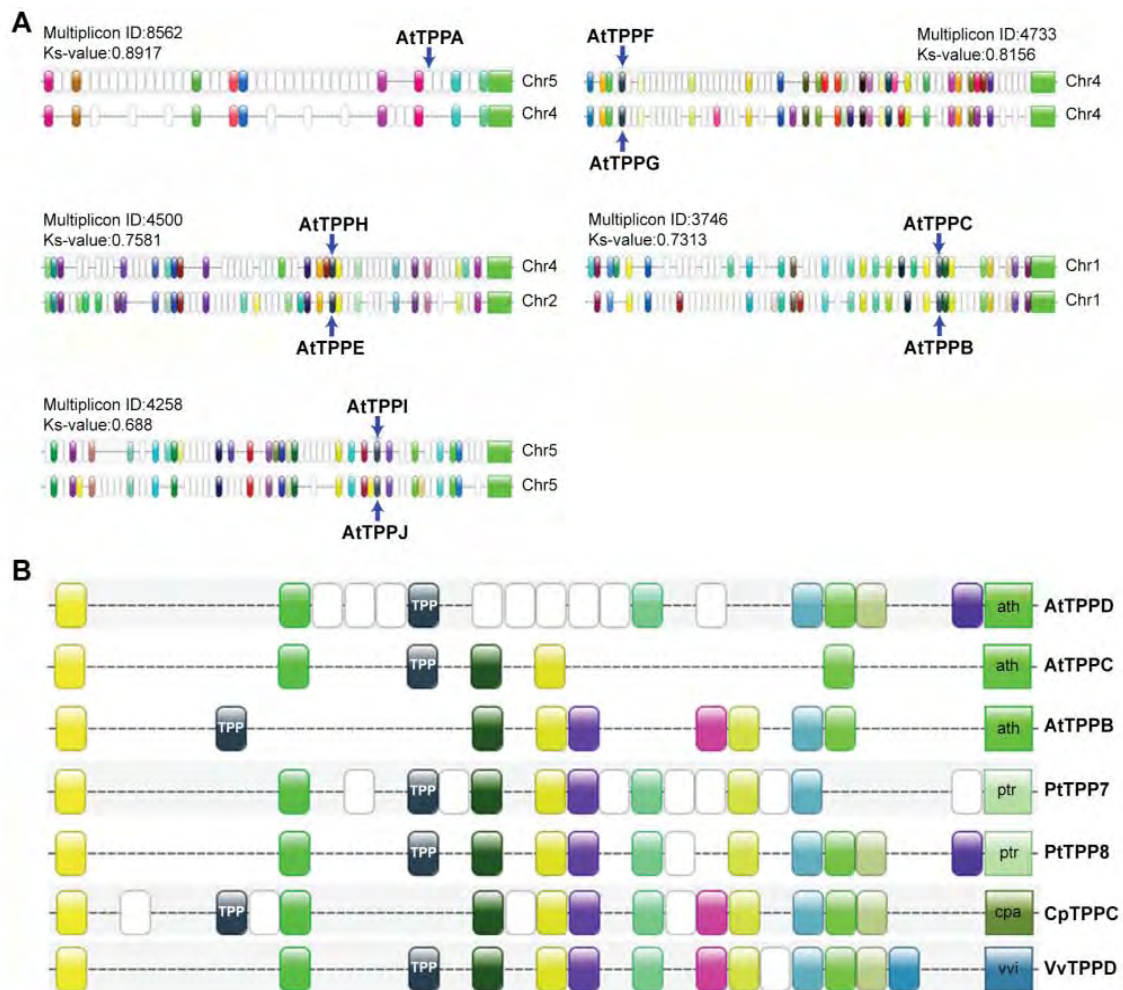 A
Multiplicon ID:8562
Ks-value:0.8917
AtTPPA
Chr5
Chr4
AtTPPF
Multiplicon ID:4733
Ks-value:0.8156
Chr4
Chr4
AtTPPG
Multiplicon ID:4500
Ks-value:0.7581
AtTPPH
Chr4
Chr2
AtTPPE
Multiplicon ID:3746
Ks-value:0.7313
AtTPPC
Chr1
Chr1
AtTPPB
Multiplicon ID:4258
Ks-value:0.688
AtTPPI
Chr5
Chr5
AtTPPJ
B
TPP ath AtTPPD
TPP ath AtTPPC
TPP ath AtTPPB
TPP ptr PtTPP7
TPP ptr PtTPP8
TPP cpa CpTPPC
TPP vvi VvTPPD